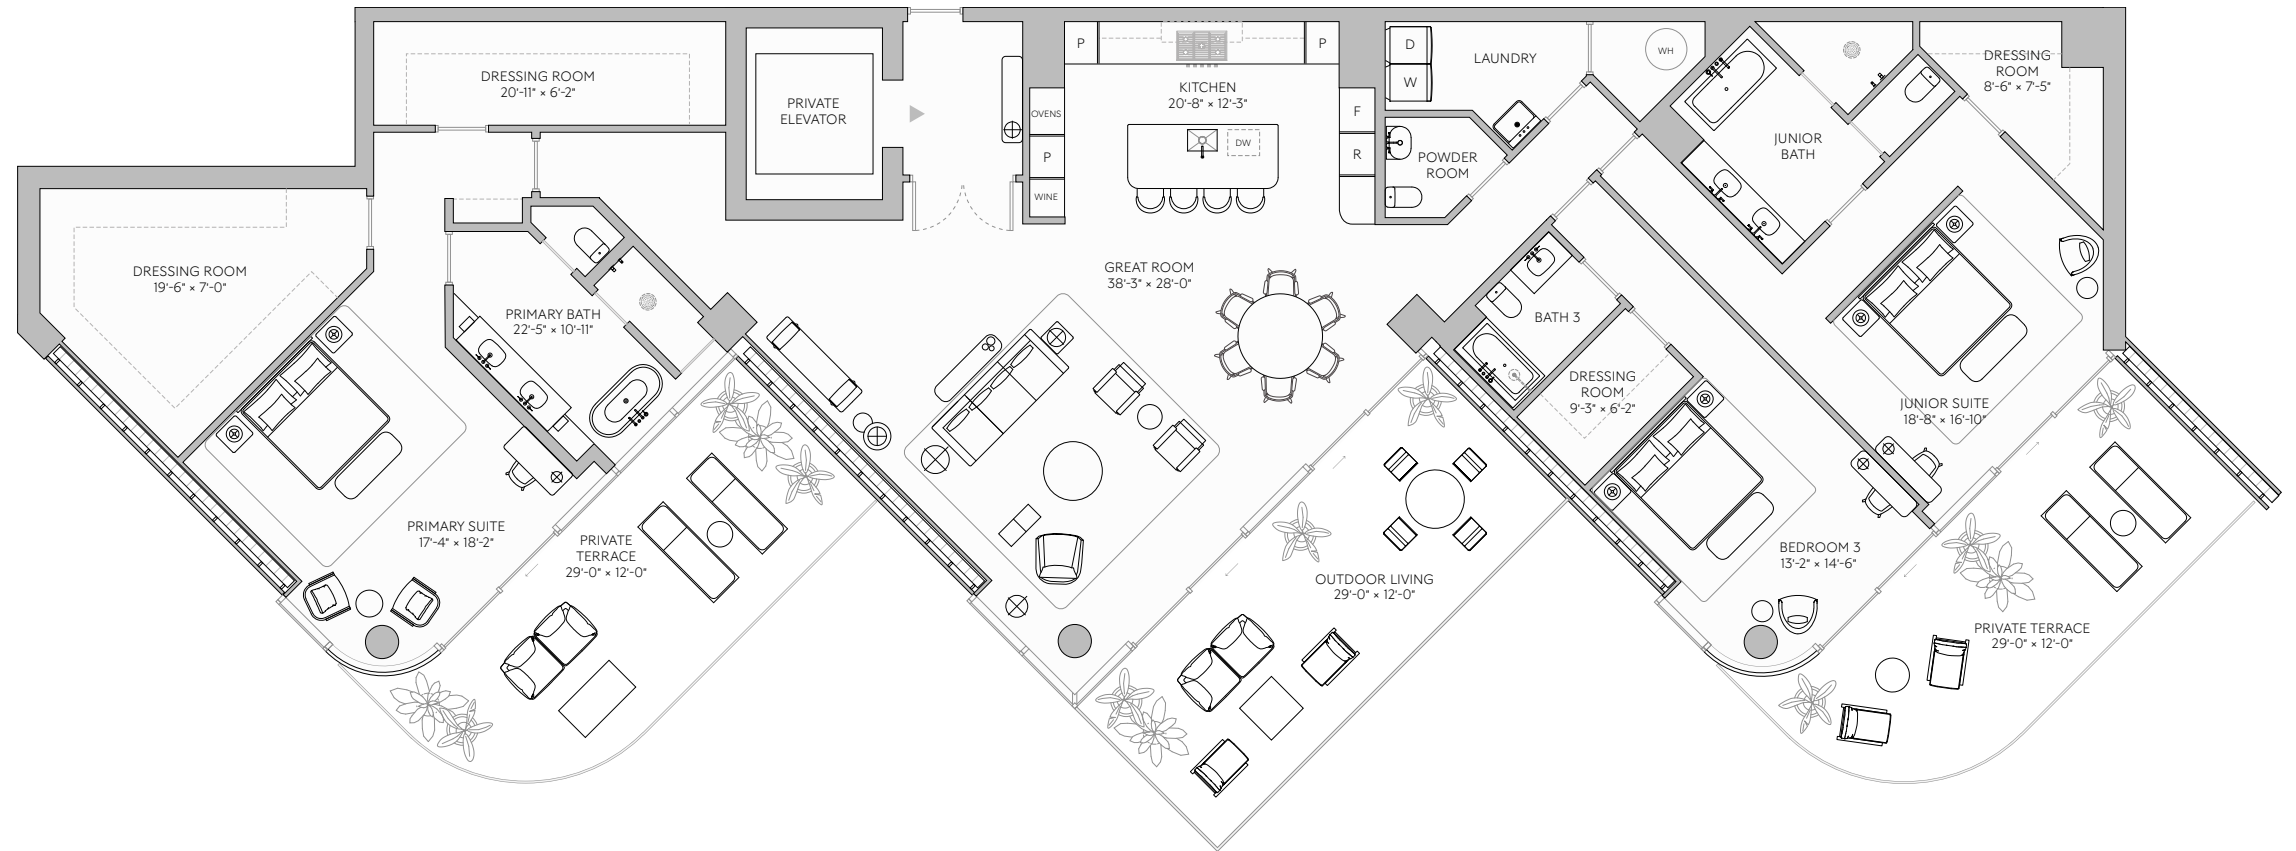 DRESSING ROOM
20'-11" × 6'-2"
PRIVATE
ELEVATOR
P
P
OVENS
P
WINE
KITCHEN
20'-8" × 12'-3"
DW
F
R
D
W
LAUNDRY
WH
POWDER
ROOM
JUNIOR
BATH
DRESSING
ROOM
8'-6" × 7'-5"
DRESSING ROOM
19'-6" × 7'-0"
PRIMARY BATH
22'-5" × 10'-11"
GREAT ROOM
38'-3" × 28'-0"
BATH 3
DRESSING
ROOM
9'-3" × 6'-2"
JUNIOR SUITE
18'-8" × 16'-10"
PRIMARY SUITE
17'-4" × 18'-2"
PRIVATE
TERRACE
29'-0" × 12'-0"
OUTDOOR LIVING
29'-0" × 12'-0"
BEDROOM 3
13'-2" × 14'-6"
PRIVATE TERRACE
29'-0" × 12'-0"